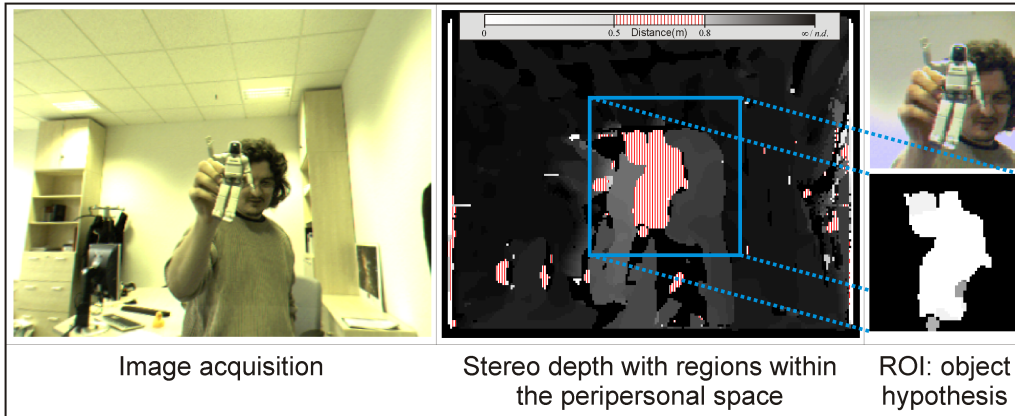 0 0.5 Distance(m) 0.8 ∞/n.d.
Image acquisition
Stereo depth with regions within
the peripersonal space
ROI: object
hypothesis